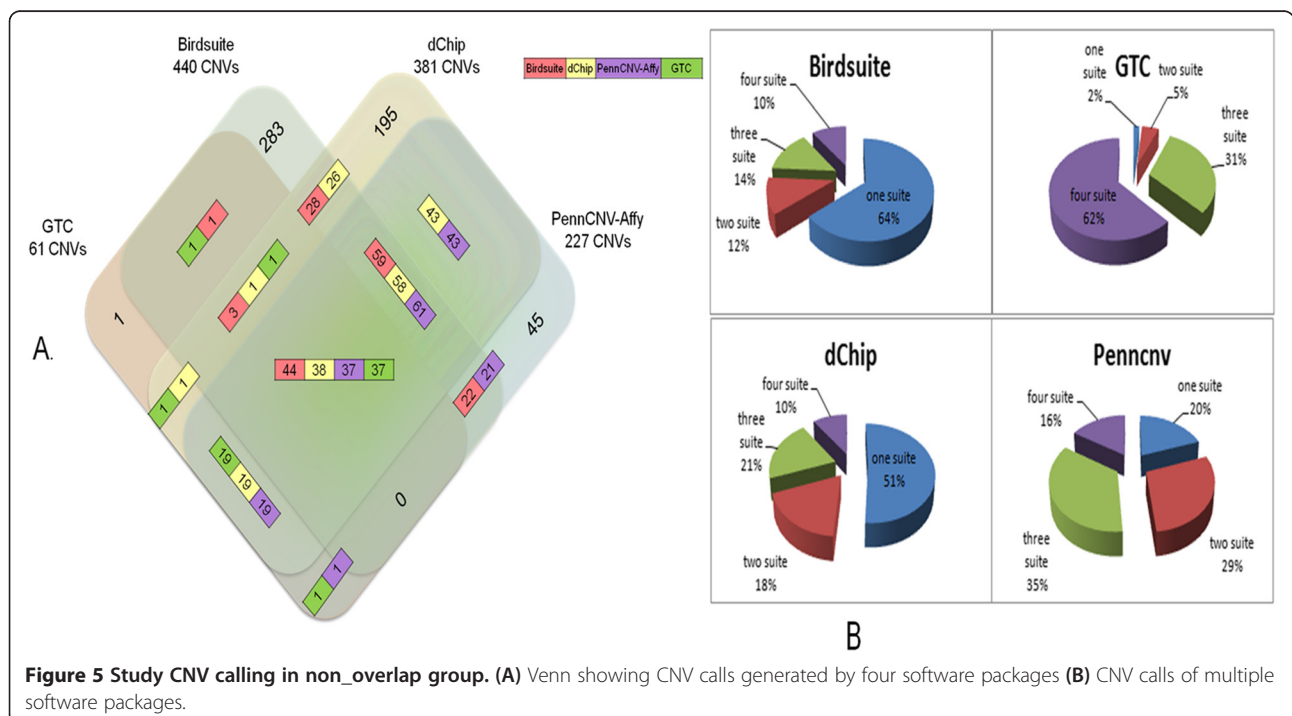 Birdsuite
440 CNVs
dChip
381 CNVs
Birdsuite dChip PennCNV-Affy GTC
283
195
GTC
61 CNVs
PennCNV-Affy
227 CNVs
1 1
28 26
43 43
3 1 1
59 58 61
1
45
A.
44 38 37 37
1 1
22 21
19 19 19
0
1 1
Birdsuite
four suite
10%
three
suite
14%
two suite
12%
one suite
64%
GTC
one
suite
2%
two suite
5%
three
suite
31%
four suite
62%
dChip
four suite
10%
three
suite
21%
one suite
51%
two suite
18%
Penncnv
four suite
16%
one suite
20%
three
suite
35%
two suite
29%
B
Figure 5 Study CNV calling in non_overlap group. (A) Venn showing CNV calls generated by four software packages (B) CNV calls of multiple
software packages.